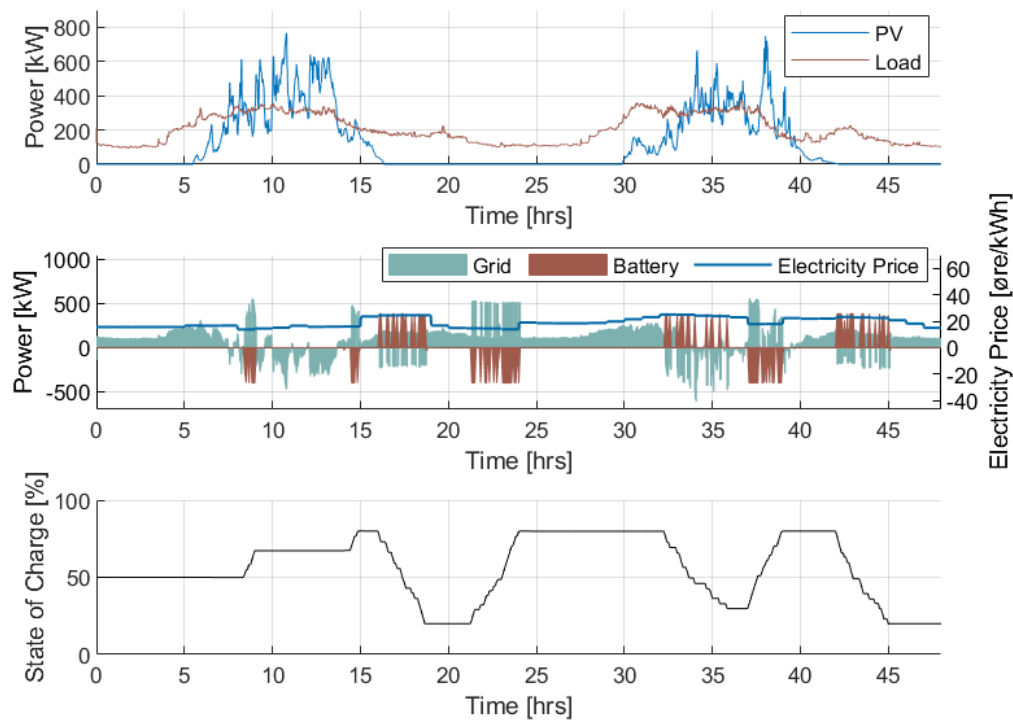 800
600
400
200
0
Power [kW]
PV
Load
0 5 10 15 20 25 30 35 40 45
Time [hrs]
1000
500
0
-500
Power [kW]
Grid Battery Electricity Price
60
40
20
0
-20
-40
Electricity Price [øre/kWh]
0 5 10 15 20 25 30 35 40 45
Time [hrs]
100
50
0
State of Charge [%]
0 5 10 15 20 25 30 35 40 45
Time [hrs]